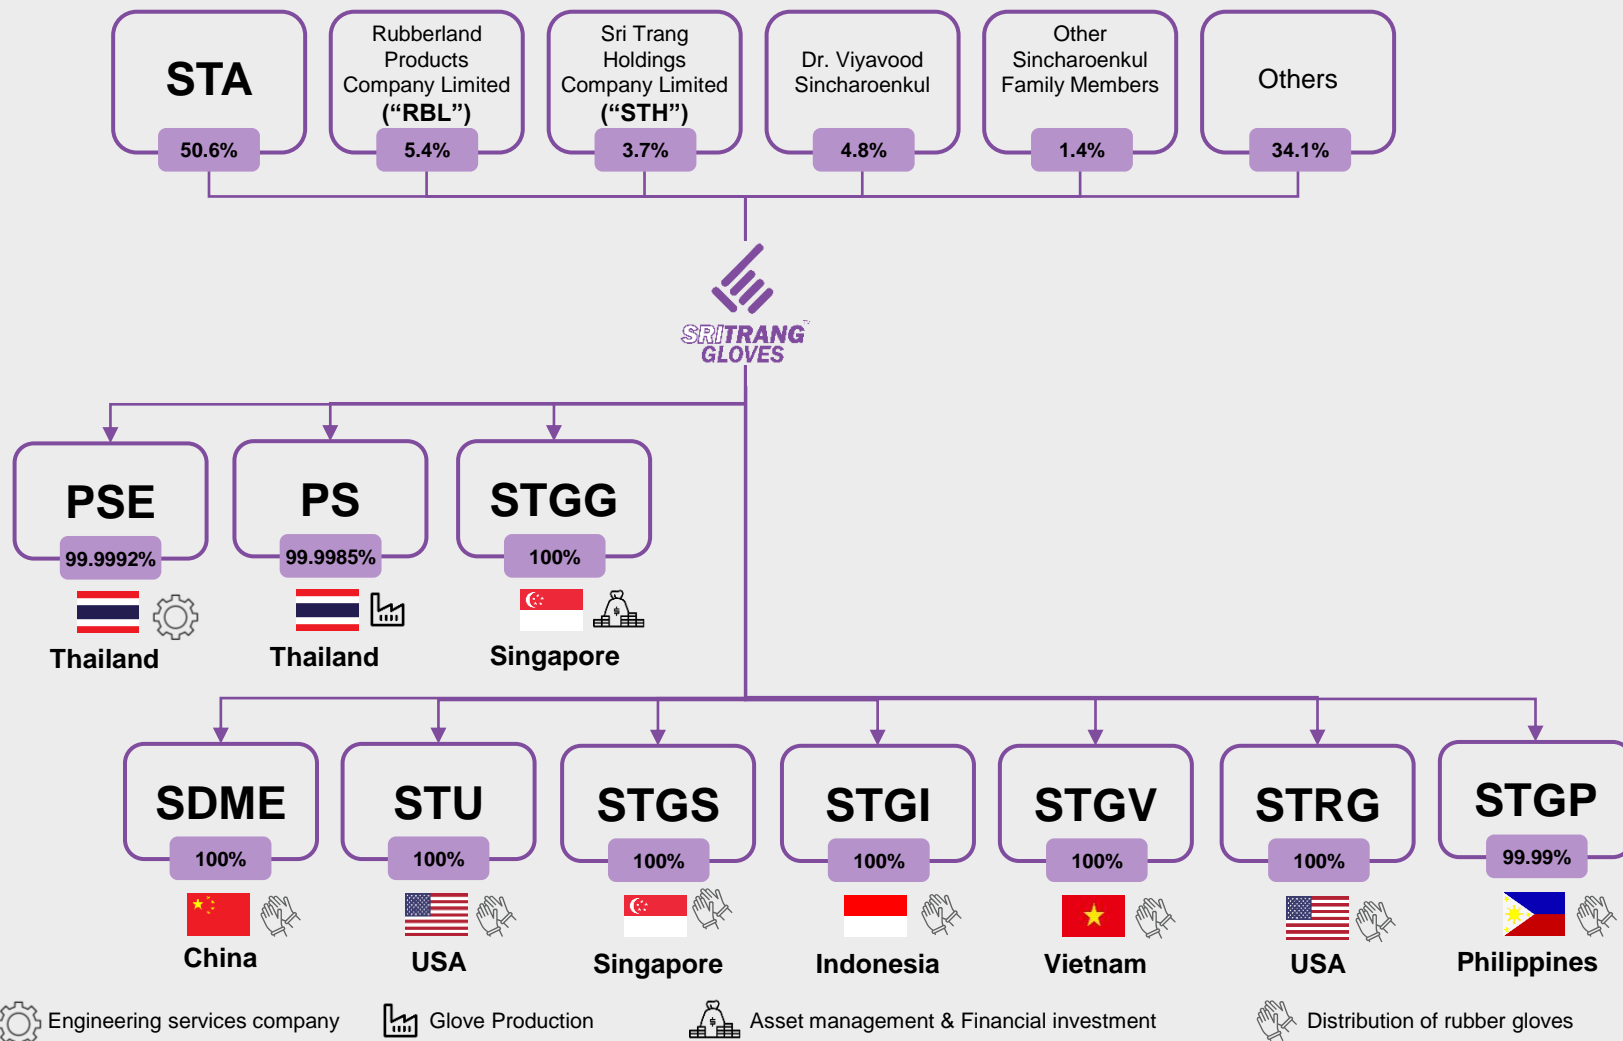 STA
50.6%
Rubberland
Products
Company Limited
(“RBL”)
5.4%
Sri Trang
Holdings
Company Limited
(“STH”)
3.7%
Dr. Viyavood
Sincharoenkul
4.8%
Other
Sincharoenkul
Family Members
1.4%
Others
34.1%
SRITRANG™
GLOVES
PSE
99.9992%
Thailand
PS
99.9985%
Thailand
STGG
100%
Singapore
SDME
100%
China
STU
100%
USA
STGS
100%
Singapore
STGI
100%
Indonesia
STGV
100%
Vietnam
STRG
100%
USA
STGP
99.99%
Philippines
Engineering services company
Glove Production
Asset management & Financial investment
Distribution of rubber gloves